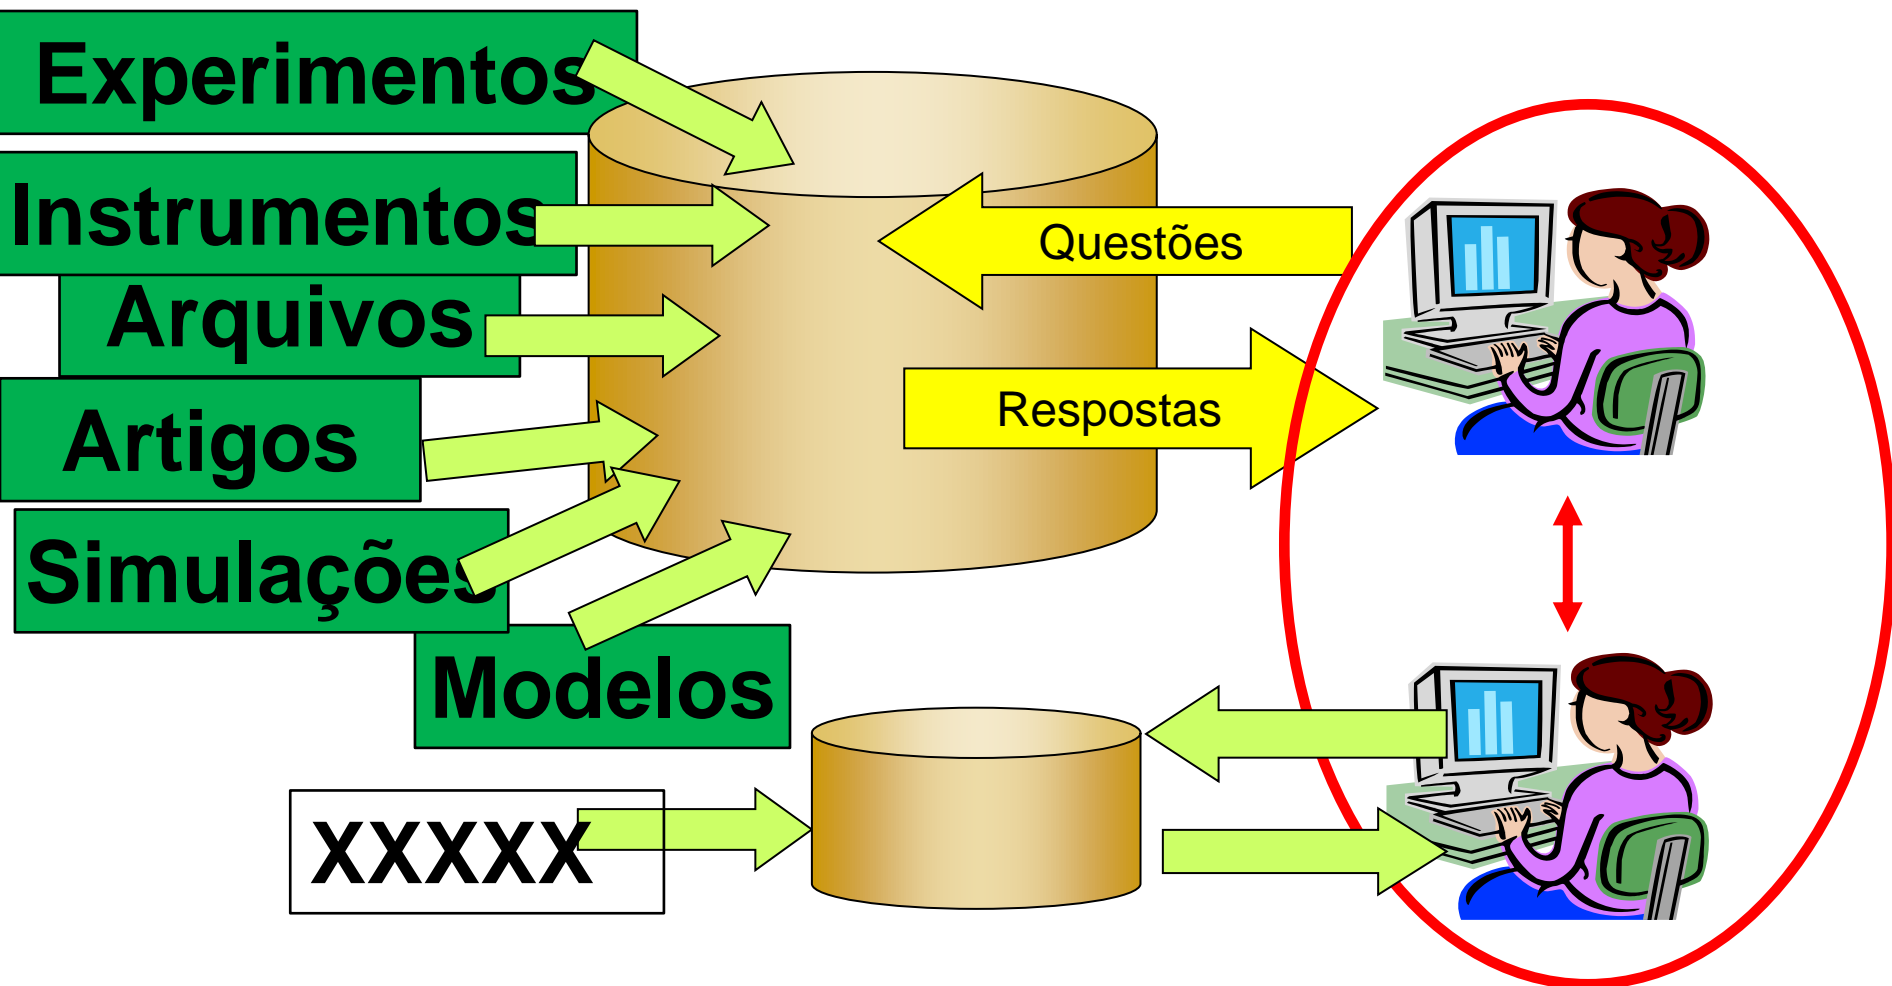 Experimentos
Instrumentos
Questões
Arquivos
Respostas
Artigos
Simulações
Modelos
XXXXX